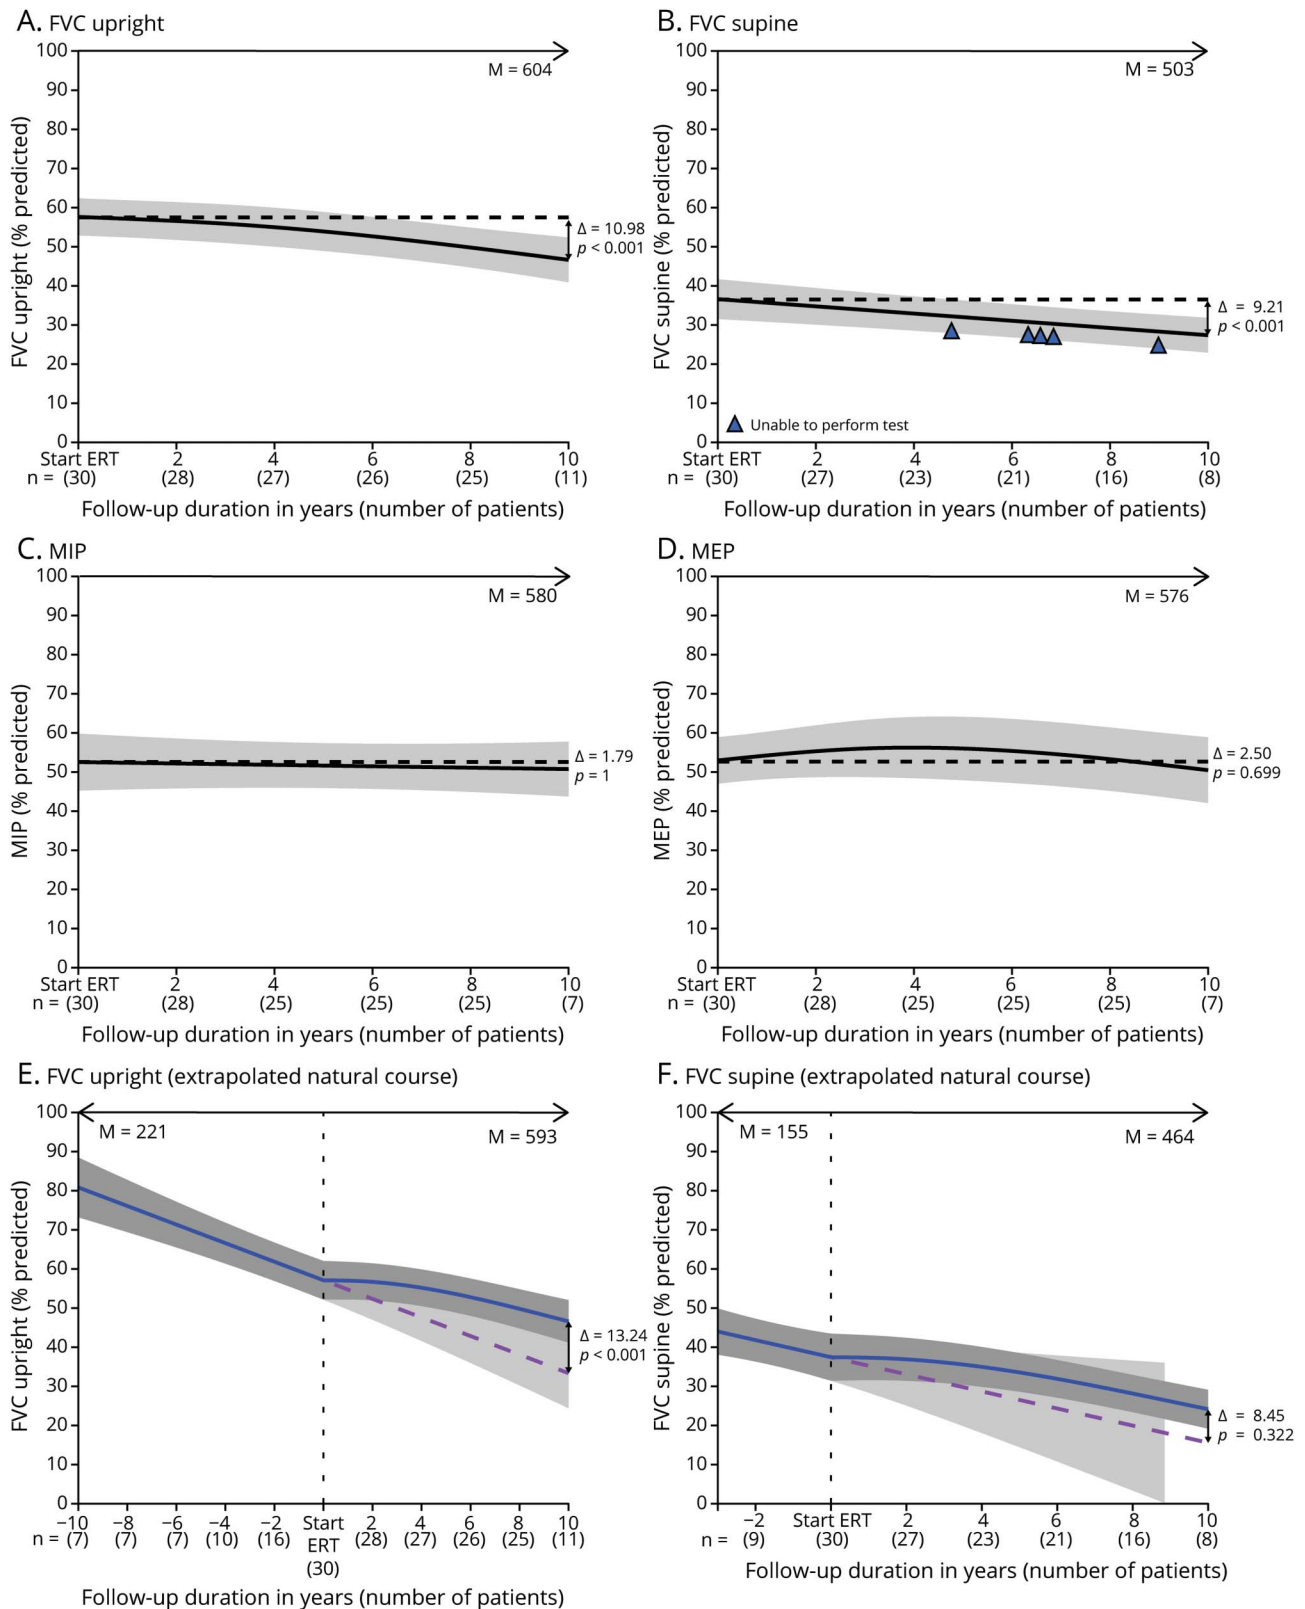 A. FVC upright
FVC upright (% predicted)
100
90
80
70
60
50
40
30
20
10
0
M = 604
Δ = 10.98
p < 0.001
Start ERT 2 4 6 8 10
n = (30) (28) (27) (26) (25) (11)
Follow-up duration in years (number of patients)
B. FVC supine
FVC supine (% predicted)
100
90
80
70
60
50
40
30
20
10
0
M = 503
Δ = 9.21
p < 0.001
Unable to perform test
Start ERT 2 4 6 8 10
n = (30) (27) (23) (21) (16) (8)
Follow-up duration in years (number of patients)
C. MIP
MIP (% predicted)
100
90
80
70
60
50
40
30
20
10
0
M = 580
Δ = 1.79
p = 1
Start ERT 2 4 6 8 10
n = (30) (28) (25) (25) (25) (7)
Follow-up duration in years (number of patients)
D. MEP
MEP (% predicted)
100
90
80
70
60
50
40
30
20
10
0
M = 576
Δ = 2.50
p = 0.699
Start ERT 2 4 6 8 10
n = (30) (28) (25) (25) (25) (7)
Follow-up duration in years (number of patients)
E. FVC upright (extrapolated natural course)
FVC upright (% predicted)
100
90
80
70
60
50
40
30
20
10
0
M = 221
M = 593
Δ = 13.24
p < 0.001
−10 −8 −6 −4 −2 Start 2 4 6 8 10
n = (7) (7) (7) (10) (16) ERT (28) (27) (26) (25) (11)
(30)
Follow-up duration in years (number of patients)
F. FVC supine (extrapolated natural course)
FVC supine (% predicted)
100
90
80
70
60
50
40
30
20
10
0
M = 155
M = 464
Δ = 8.45
p = 0.322
−2 Start ERT 2 4 6 8 10
n = (9) (30) (27) (23) (21) (16) (8)
Follow-up duration in years (number of patients)